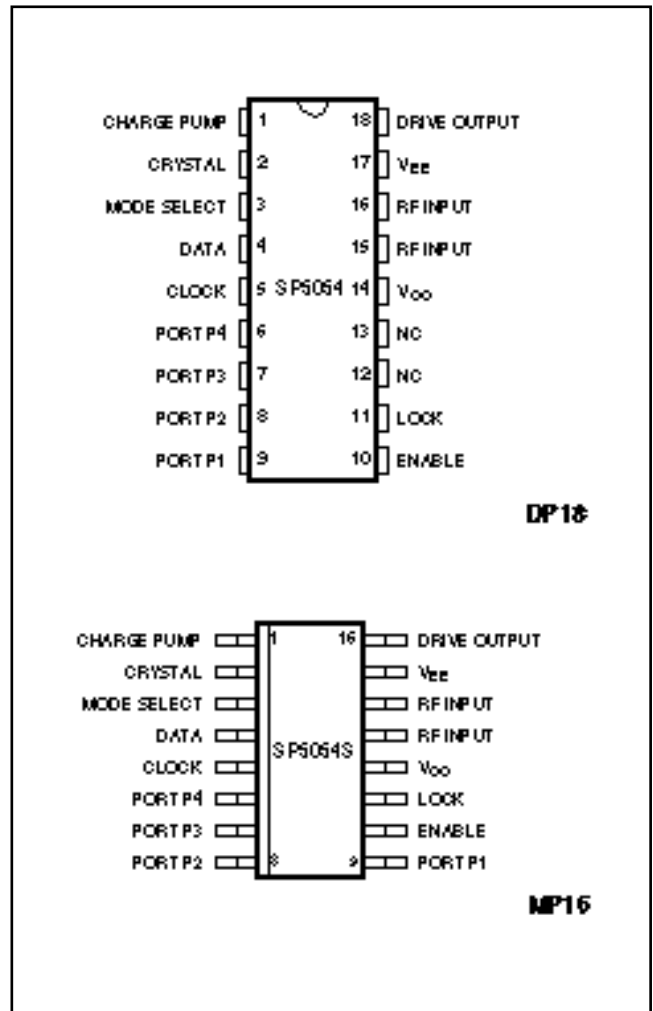 CHARGE PUMP 1 18 DRIVE OUTPUT
CRYSTAL 2 17 VEE
MODE SELECT 3 16 RF INPUT
DATA 4 15 RF INPUT
CLOCK 5 SP5054 14 VCC
PORT P4 6 13 NC
PORT P3 7 12 NC
PORT P2 8 11 LOCK
PORT P1 9 10 ENABLE
DP18
CHARGE PUMP 1 16 DRIVE OUTPUT
CRYSTAL VEE
MODE SELECT RF INPUT
DATA RF INPUT
SP5054S
CLOCK VCC
PORT P4 LOCK
PORT P3 ENABLE
PORT P2 8 9 PORT P1
MP16